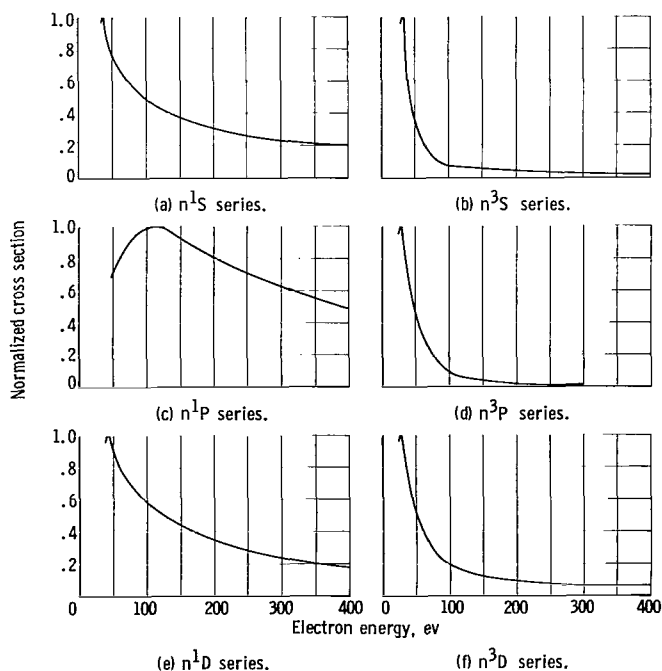 1.0
.8
.6
.4
.2
0
(a) n¹S series.
(b) n³S series.
Normalized cross section
1.0
.8
.6
.4
.2
0
(c) n¹P series.
(d) n³P series.
1.0
.8
.6
.4
.2
0 100 200 300 400
0 100 200 300 400
Electron energy, ev
(e) n¹D series.
(f) n³D series.